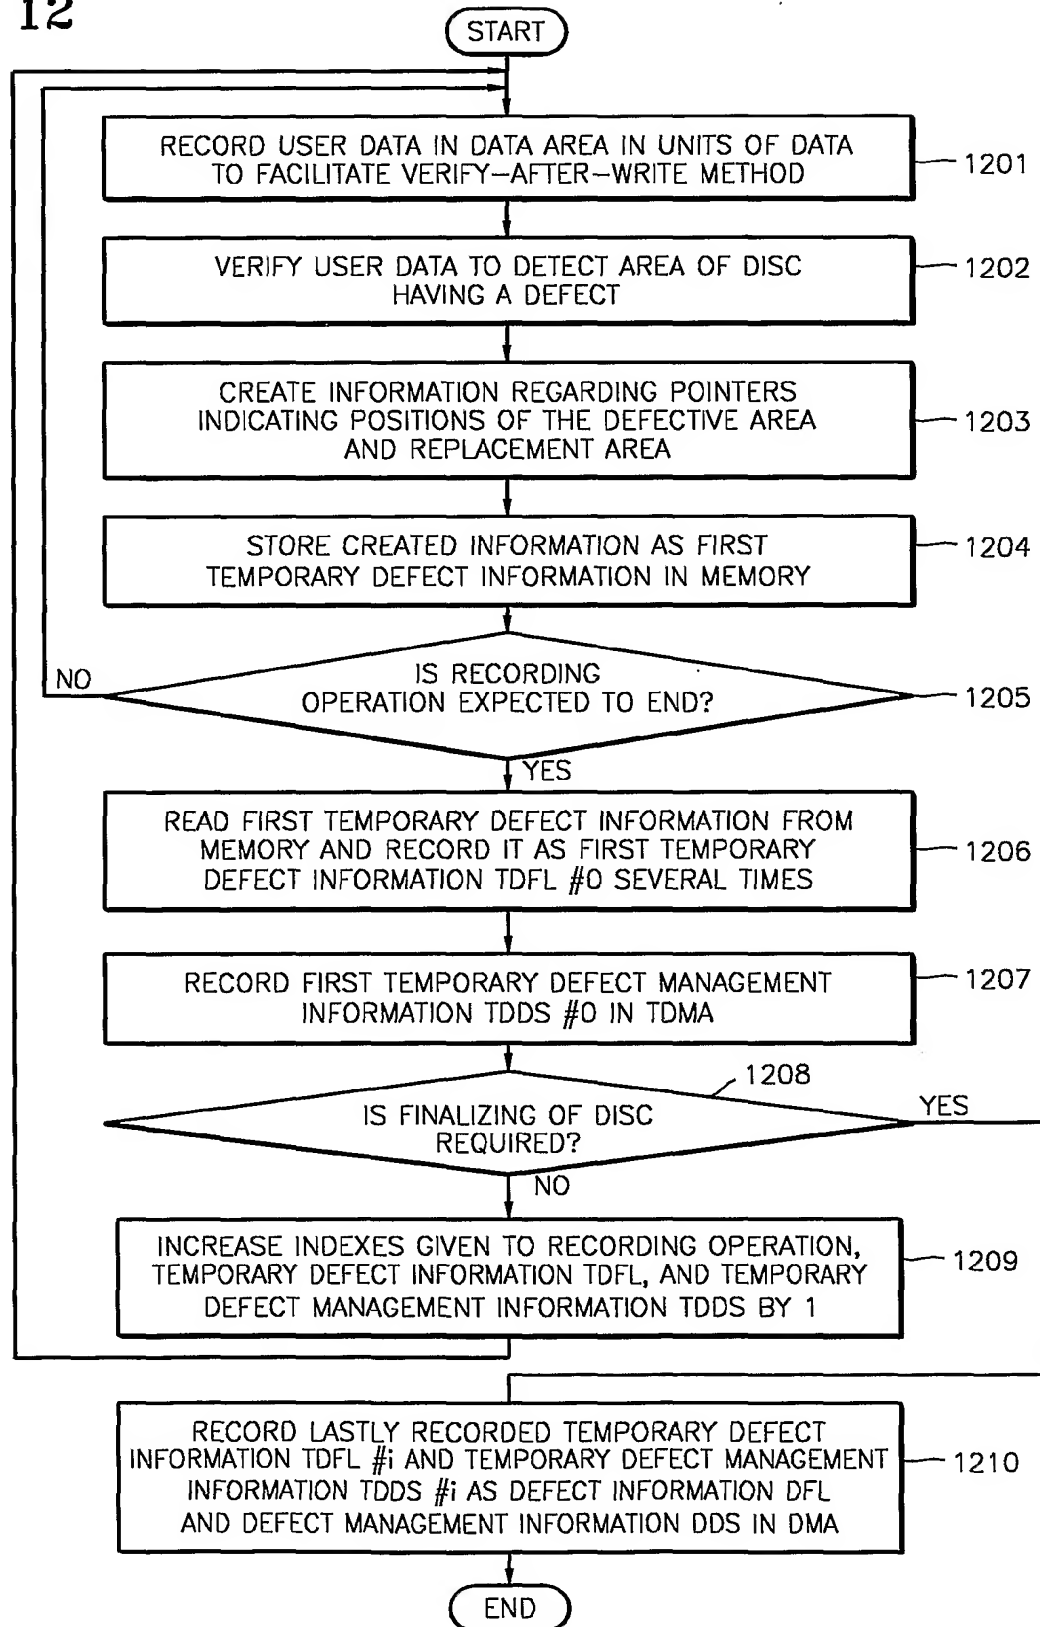 12
START
RECORD USER DATA IN DATA AREA IN UNITS OF DATA
TO FACILITATE VERIFY-AFTER-WRITE METHOD
1201
VERIFY USER DATA TO DETECT AREA OF DISC
HAVING A DEFECT
1202
CREATE INFORMATION REGARDING POINTERS
INDICATING POSITIONS OF THE DEFECTIVE AREA
AND REPLACEMENT AREA
1203
STORE CREATED INFORMATION AS FIRST
TEMPORARY DEFECT INFORMATION IN MEMORY
1204
NO
IS RECORDING
OPERATION EXPECTED TO END?
1205
YES
READ FIRST TEMPORARY DEFECT INFORMATION FROM
MEMORY AND RECORD IT AS FIRST TEMPORARY
DEFECT INFORMATION TDFL #0 SEVERAL TIMES
1206
RECORD FIRST TEMPORARY DEFECT MANAGEMENT
INFORMATION TDDS #0 IN TDMA
1207
1208
IS FINALIZING OF DISC
REQUIRED?
YES
NO
INCREASE INDEXES GIVEN TO RECORDING OPERATION,
TEMPORARY DEFECT INFORMATION TDFL, AND TEMPORARY
DEFECT MANAGEMENT INFORMATION TDDS BY 1
1209
RECORD LASTLY RECORDED TEMPORARY DEFECT
INFORMATION TDFL #i AND TEMPORARY DEFECT MANAGEMENT
INFORMATION TDDS #i AS DEFECT INFORMATION DFL
AND DEFECT MANAGEMENT INFORMATION DDS IN DMA
1210
END